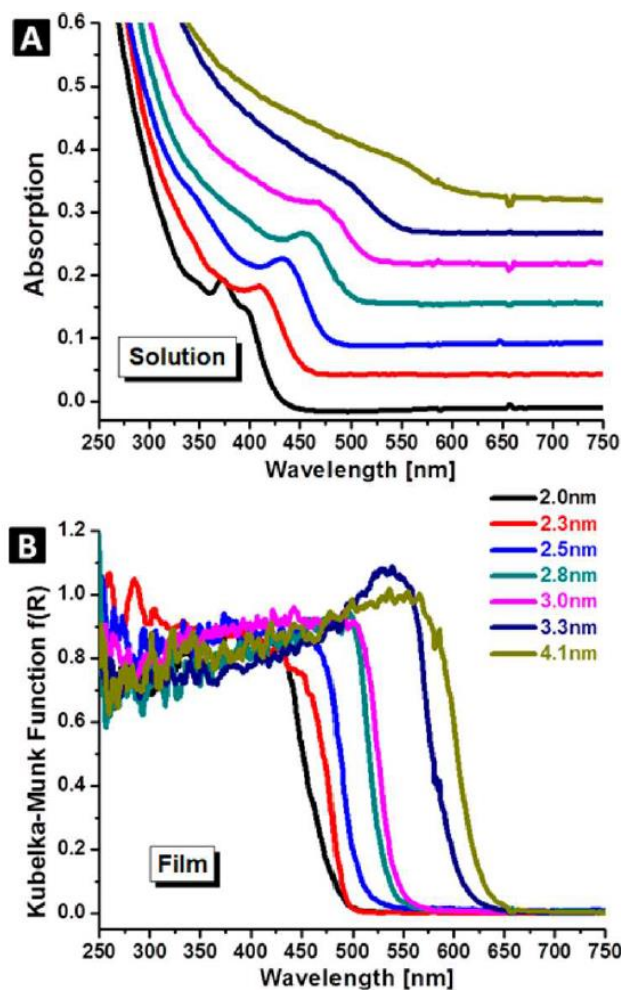 A
0.6
0.5
0.4
0.3
0.2
0.1
0.0
Absorption
Solution
250 300 350 400 450 500 550 600 650 700 750
Wavelength [nm]
B
2.0nm
2.3nm
2.5nm
2.8nm
3.0nm
3.3nm
4.1nm
1.2
1.0
0.8
0.6
0.4
0.2
0.0
Kubelka-Munk Function f(R)
Film
250 300 350 400 450 500 550 600 650 700 750
Wavelength [nm]